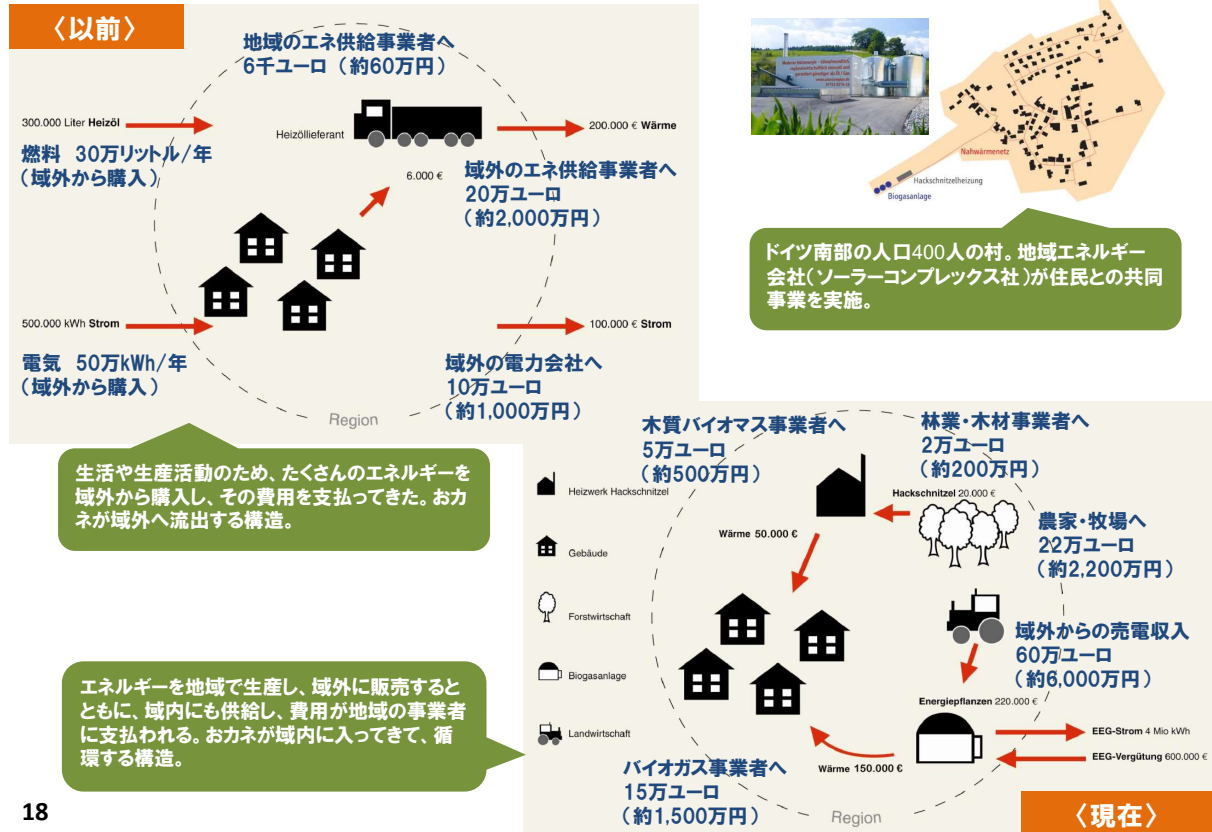 〈以前〉
地域のエネ供給事業者へ
6千ユーロ（約60万円）
300.000 Liter Heizöl
燃料 30万リットル/年
（域外から購入）
Heizöllieferant
200.000 € Wärme
6.000 €
域外のエネ供給事業者へ
20万ユーロ
（約2,000万円）
500.000 kWh Strom
電気 50万kWh/年
（域外から購入）
100.000 € Strom
域外の電力会社へ
10万ユーロ
（約1,000万円）
Region
生活や生産活動のため、たくさんのエネルギーを
域外から購入し、その費用を支払ってきた。おカ
ネが域外へ流出する構造。
Nahwärmenetz
Hackschnitzelheizung
Biogasanlage
ドイツ南部の人口400人の村。地域エネルギー
会社（ソーラーコンプレックス社）が住民との共同
事業を実施。
木質バイオマス事業者へ
5万ユーロ
（約500万円）
林業・木材事業者へ
2万ユーロ
（約200万円）
Heizwerk Hackschnitzel
Hackschnitzel 20.000 €
Wärme 50.000 €
農家・牧場へ
22万ユーロ
（約2,200万円）
Gebäude
Forstwirtschaft
域外からの売電収入
60万ユーロ
（約6,000万円）
Biogasanlage
Energiepflanzen 220.000 €
Landwirtschaft
EEG-Strom 4 Mio kWh
EEG-Vergütung 600.000 €
Wärme 150.000 €
バイオガス事業者へ
15万ユーロ
（約1,500万円）
Region
エネルギーを地域で生産し、域外に販売すると
ともに、域内にも供給し、費用が地域の事業者
に支払われる。おカネが域内に入ってきて、循
環する構造。
18
〈現在〉